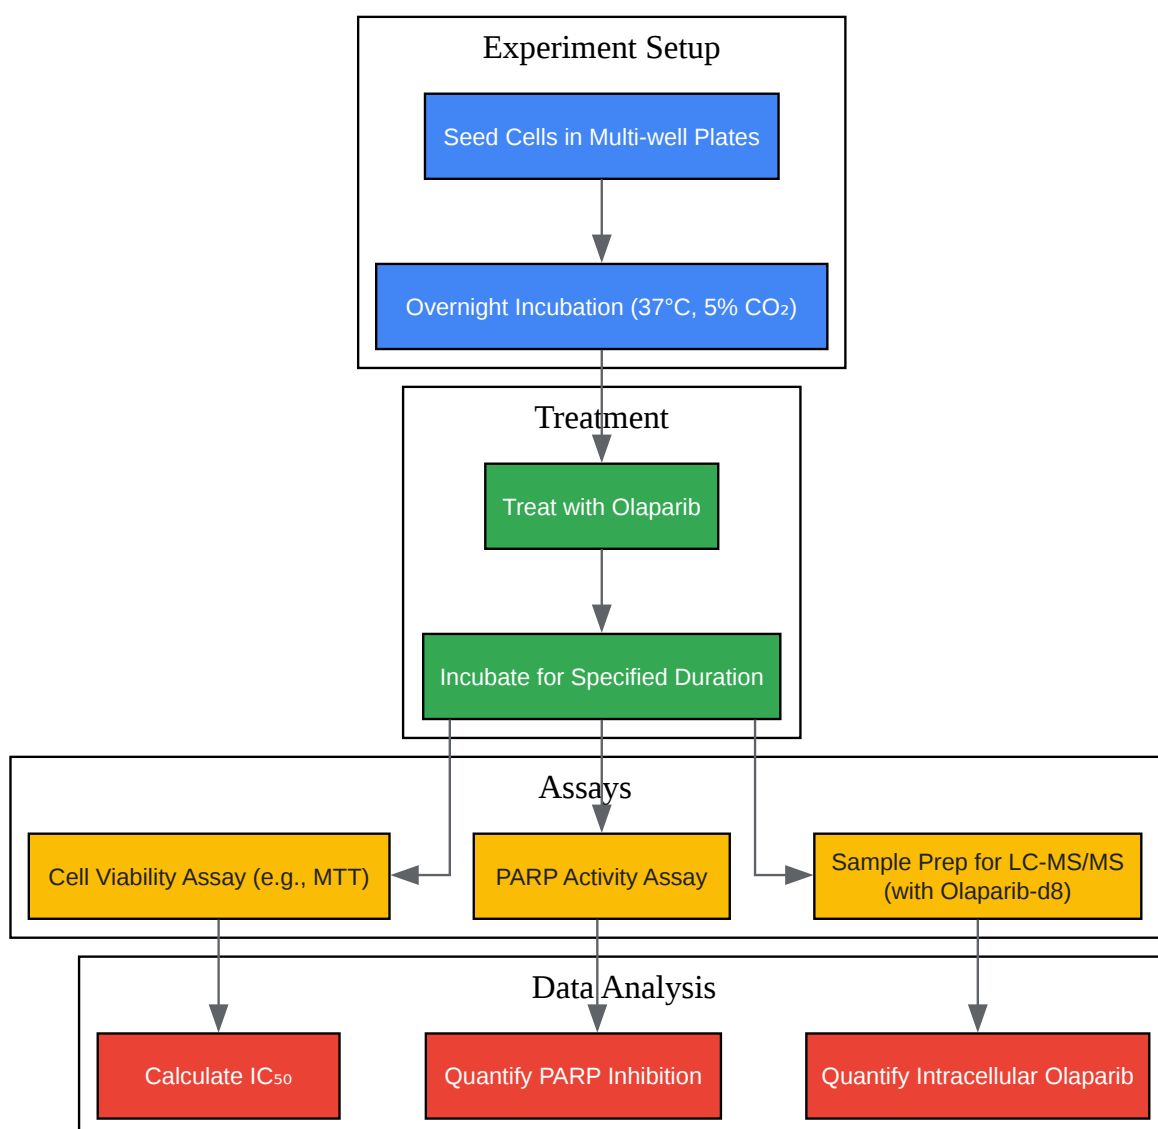 Experiment Setup
Seed Cells in Multi-well Plates
Overnight Incubation (37°C, 5% CO₂)
Treatment
Treat with Olaparib
Incubate for Specified Duration
Assays
Cell Viability Assay (e.g., MTT)
PARP Activity Assay
Sample Prep for LC-MS/MS
(with Olaparib-d8)
Data Analysis
Calculate IC₅₀
Quantify PARP Inhibition
Quantify Intracellular Olaparib